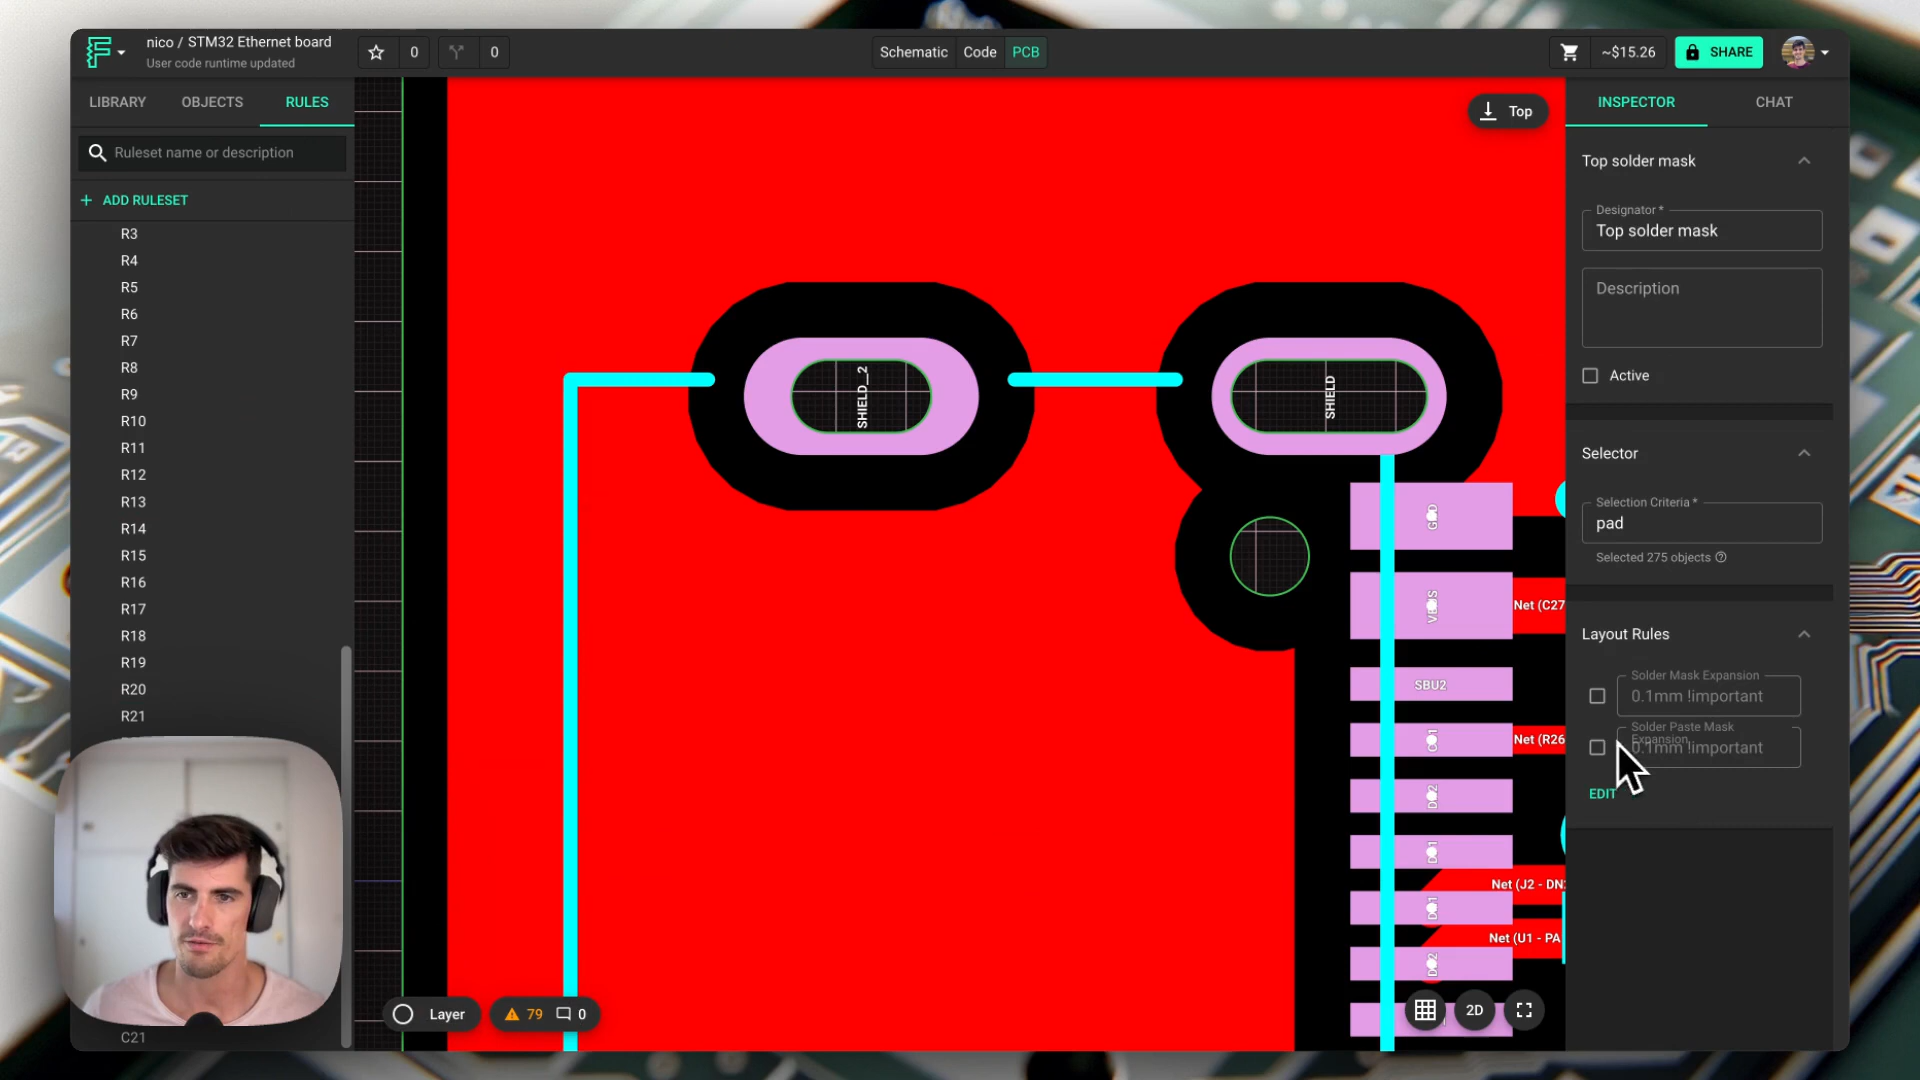 nico / STM32 Ethernet board
User code runtime updated
0
0
Schematic
Code
PCB
~$15.26
SHARE
LIBRARY
OBJECTS
RULES
Ruleset name or description
+ ADD RULESET
R3
R4
R5
R6
R7
R8
R9
R10
R11
R12
R13
R14
R15
R16
R17
R18
R19
R20
R21
C21
Top
SHIELD_2
SHIELD
GND
Net (C27
SBU2
Net (R26
Net (J2 - DN
Net (U1 - PA
Layer
79
0
2D
INSPECTOR
CHAT
Top solder mask
Designator *
Top solder mask
Description
Active
Selector
Selection Criteria *
pad
Selected 275 objects
Layout Rules
Solder Mask Expansion
0.1mm !important
Solder Paste Mask
Expansion
0.1mm !important
EDIT